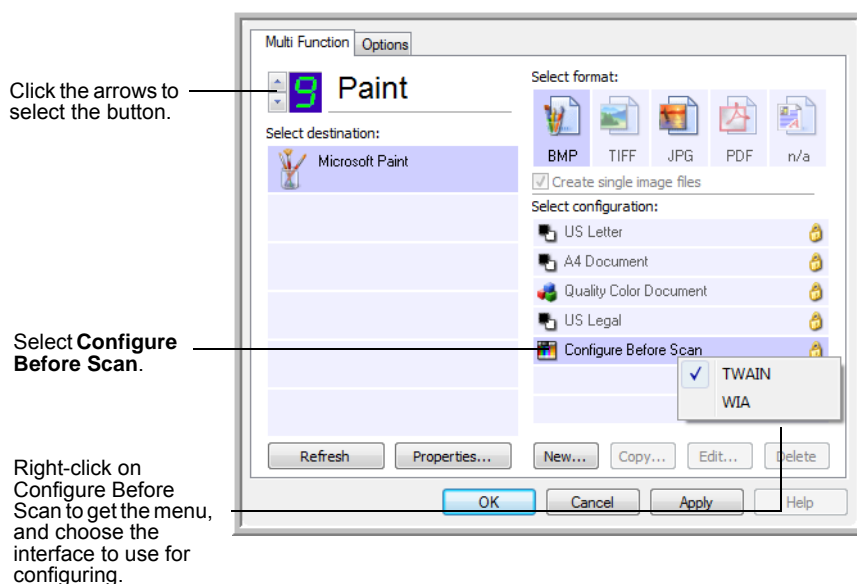 Multi Function
Options
Click the arrows to
select the button.
9
Paint
Select destination:
Microsoft Paint
Select format:
BMP
TIFF
JPG
PDF
n/a
Create single image files
Select configuration:
US Letter
A4 Document
Quality Color Document
US Legal
Configure Before Scan
TWAIN
WIA
Select Configure
Before Scan.
Refresh
Properties...
New...
Copy...
Edit...
Delete
OK
Cancel
Apply
Help
Right-click on
Configure Before
Scan to get the menu,
and choose the
interface to use for
configuring.